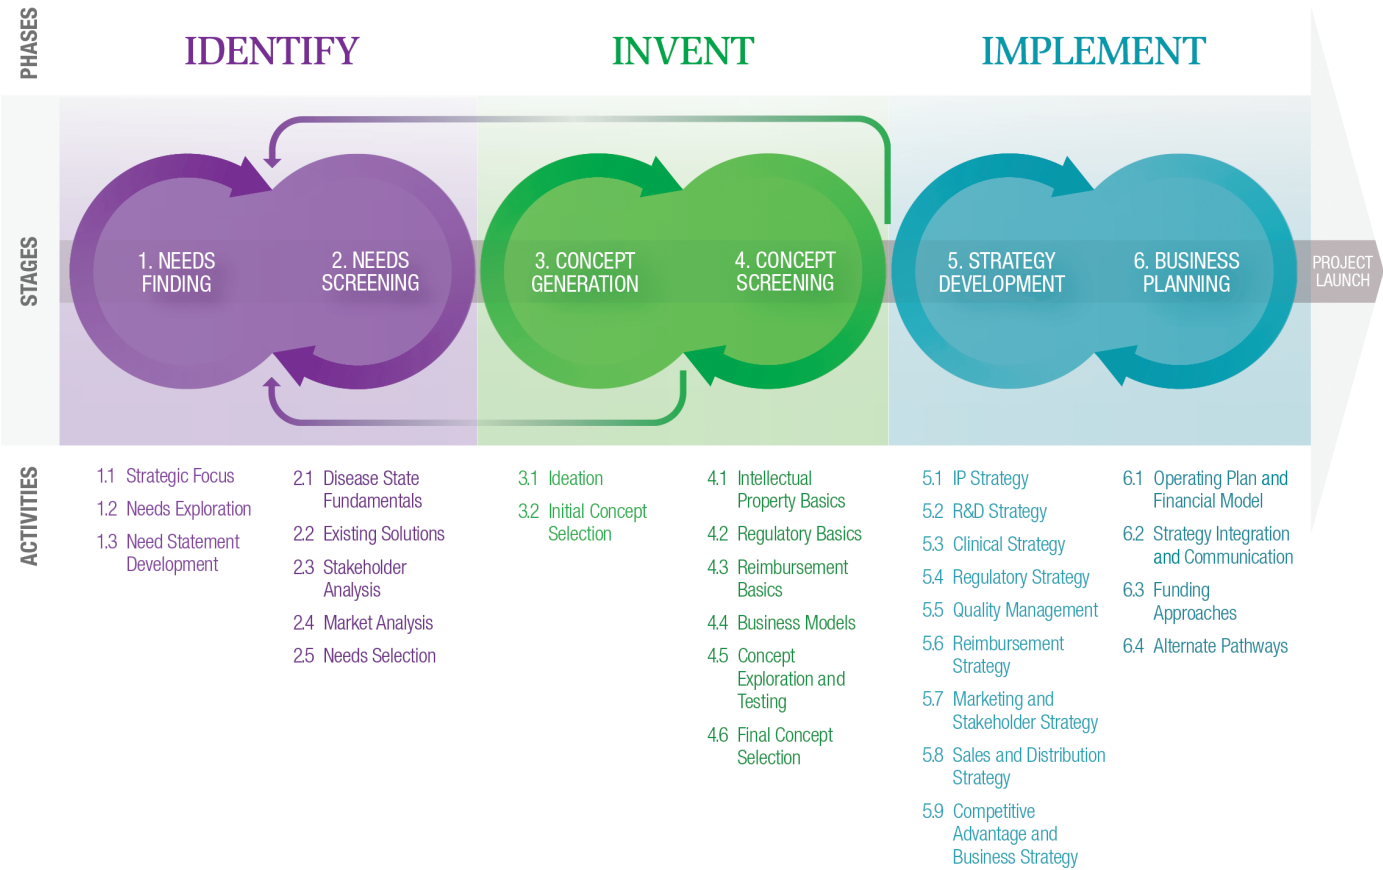 PHASES
IDENTIFY
INVENT
IMPLEMENT
STAGES
1. NEEDS
FINDING
2. NEEDS
SCREENING
3. CONCEPT
GENERATION
4. CONCEPT
SCREENING
5. STRATEGY
DEVELOPMENT
6. BUSINESS
PLANNING
PROJECT
LAUNCH
ACTIVITIES
1.1 Strategic Focus
1.2 Needs Exploration
1.3 Need Statement
Development
2.1 Disease State
Fundamentals
2.2 Existing Solutions
2.3 Stakeholder
Analysis
2.4 Market Analysis
2.5 Needs Selection
3.1 Ideation
3.2 Initial Concept
Selection
4.1 Intellectual
Property Basics
4.2 Regulatory Basics
4.3 Reimbursement
Basics
4.4 Business Models
4.5 Concept
Exploration and
Testing
4.6 Final Concept
Selection
5.1 IP Strategy
5.2 R&D Strategy
5.3 Clinical Strategy
5.4 Regulatory Strategy
5.5 Quality Management
5.6 Reimbursement
Strategy
5.7 Marketing and
Stakeholder Strategy
5.8 Sales and Distribution
Strategy
5.9 Competitive
Advantage and
Business Strategy
6.1 Operating Plan and
Financial Model
6.2 Strategy Integration
and Communication
6.3 Funding
Approaches
6.4 Alternate Pathways